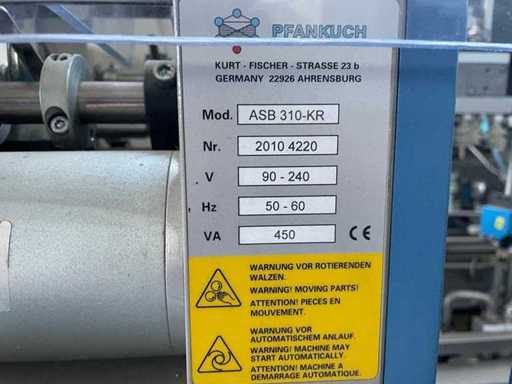 PFANKUCH
KURT - FISCHER - STRASSE 23 b
GERMANY 22926 AHRENSBURG
Mod. ASB 310-KR
Nr. 2010 4220
V 90 - 240
Hz 50 - 60
VA 450 CE
WARNUNG VOR ROTIERENDEN
WALZEN.
WARNING! MOVING PARTS!
ATTENTION! PIECES EN
MOUVEMENT.
WARNUNG VOR
AUTOMATISCHEM ANLAUF.
WARNING! MACHINE MAY
START AUTOMATICALLY.
ATTENTION! MACHINE A
DEMARRAGE AUTOMATIQUE.